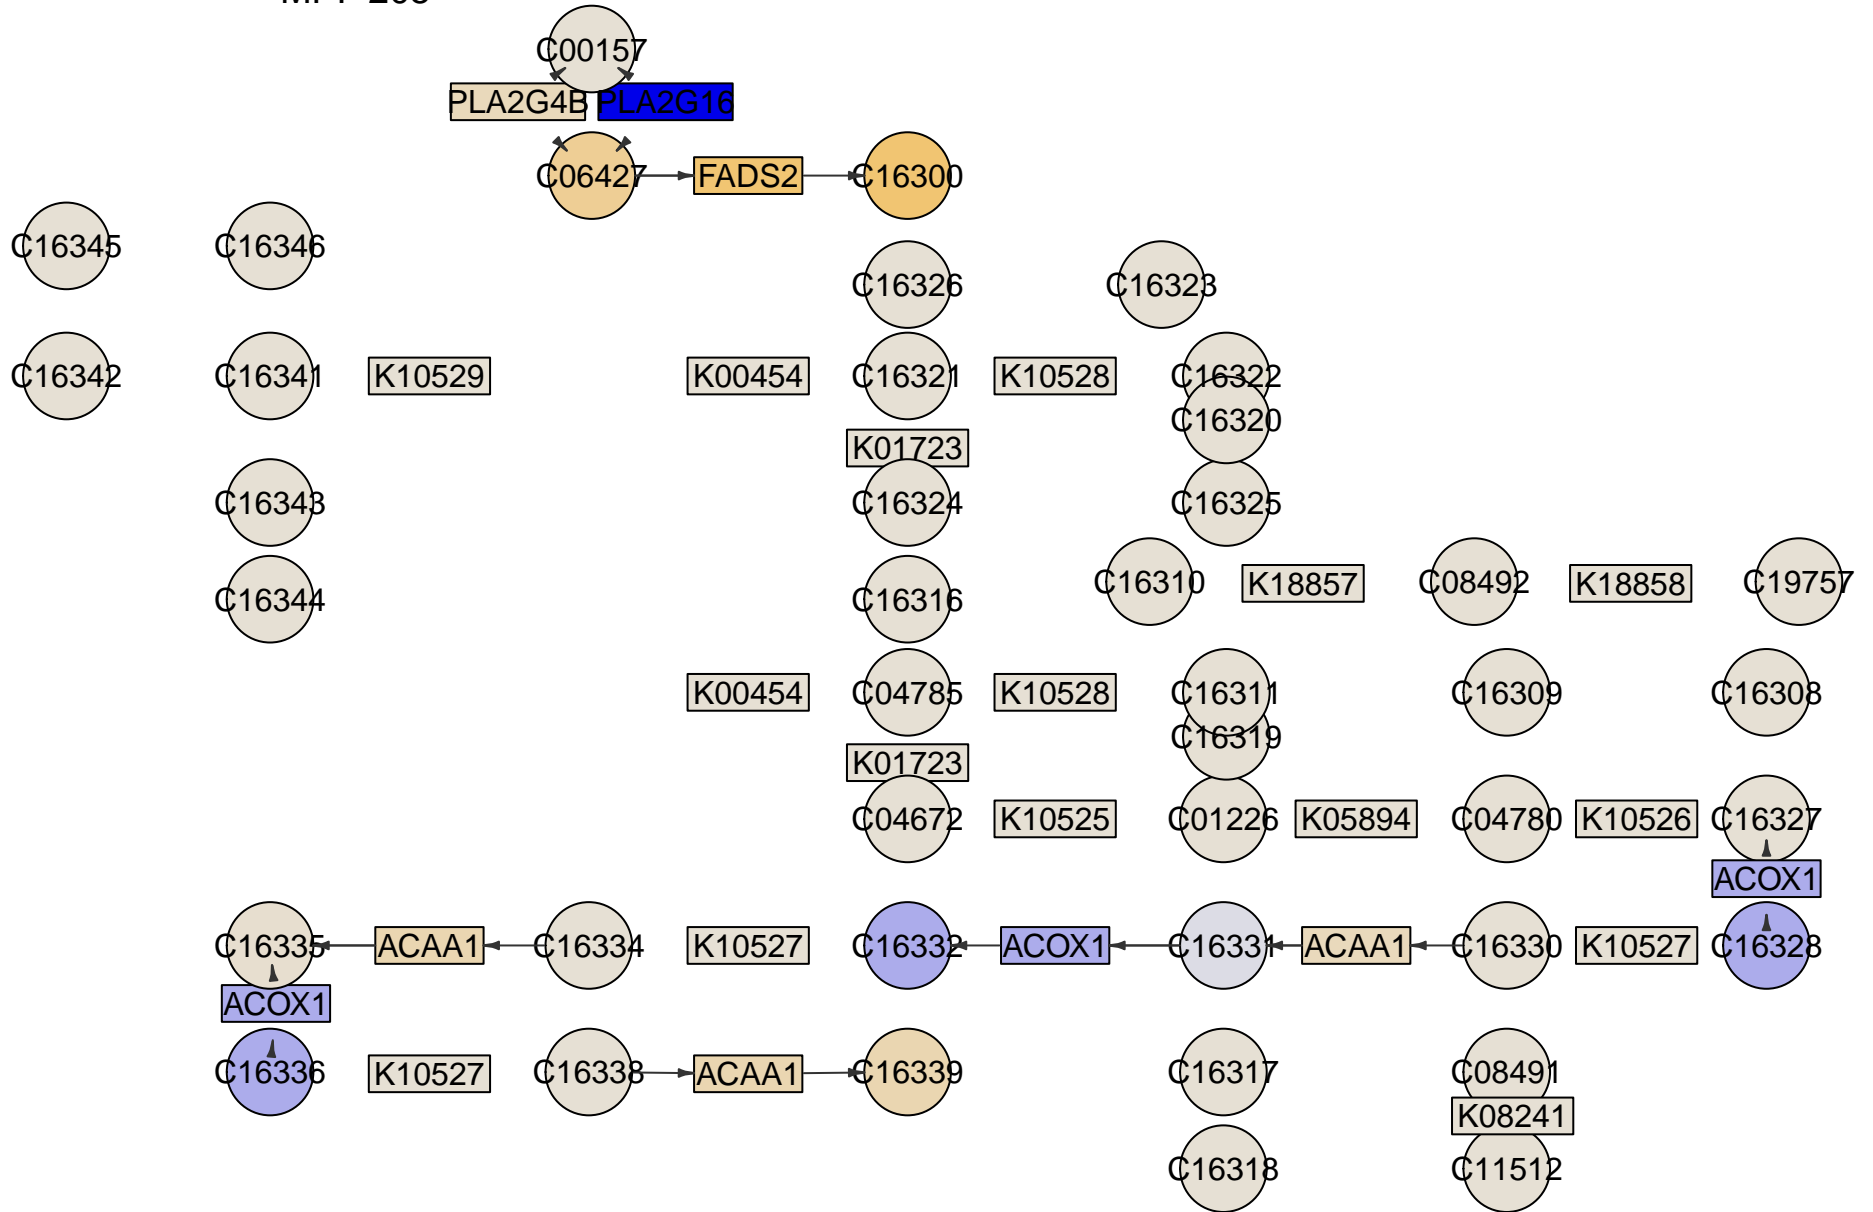 C00157
PLA2G4B PLA2G16
C06427 FADS2 C16300
C16345 C16346
C16326 C16323
C16342 C16341 K10529 K00454 C16321 K10528 C16322
C16320
K01723
C16343 C16324 C16325
C16310 K18857 C08492 K18858 C19757
C16344 C16316
K00454 C04785 K10528 C16311 C16309 C16308
C16319
K01723
C04672 K10525 C01226 K05894 C04780 K10526 C16327
ACOX1
C16335 ACAA1 C16334 K10527 C16332 ACOX1 C16331 ACAA1 C16330 K10527 C16328
ACOX1
C16336 K10527 C16338 ACAA1 C16339 C16317 C08491
K08241
C16318 C11512